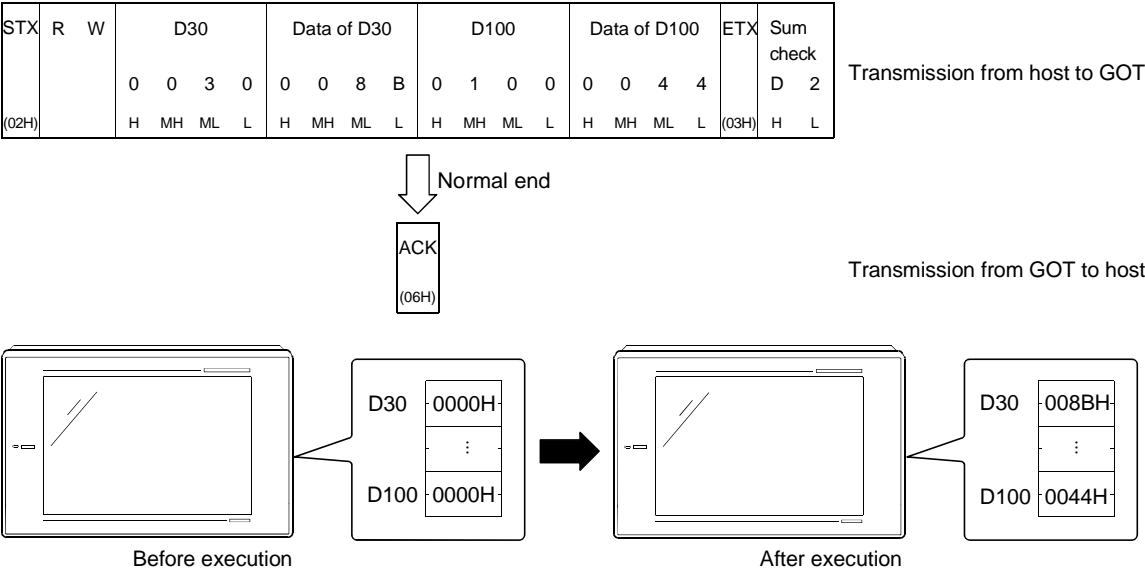 STX R W D30 Data of D30 D100 Data of D100 ETX Sum
check
Transmission from host to GOT
0 0 3 0 0 0 8 B 0 1 0 0 0 0 4 4 D 2
(02H) H MH ML L H MH ML L H MH ML L H MH ML L (03H) H L
Normal end
ACK
Transmission from GOT to host
(06H)
D30 0000H D30 008BH
⋮ ⋮
D100 0000H D100 0044H
Before execution After execution